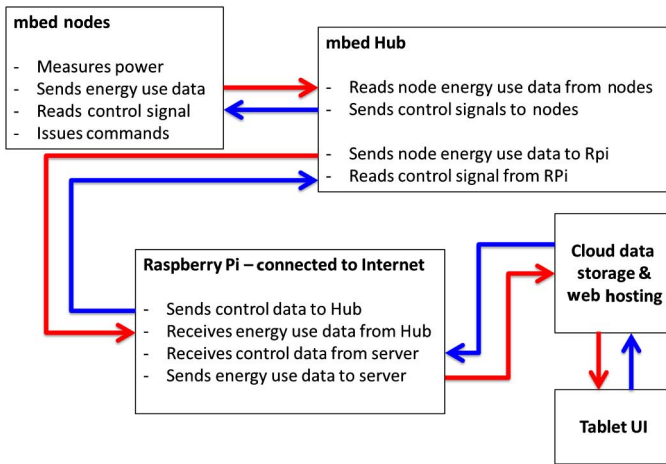 mbed nodes
- Measures power
- Sends energy use data
- Reads control signal
- Issues commands
mbed Hub
- Reads node energy use data from nodes
- Sends control signals to nodes
- Sends node energy use data to Rpi
- Reads control signal from RPi
Raspberry Pi – connected to Internet
- Sends control data to Hub
- Receives energy use data from Hub
- Receives control data from server
- Sends energy use data to server
Cloud data
storage &
web hosting
Tablet UI